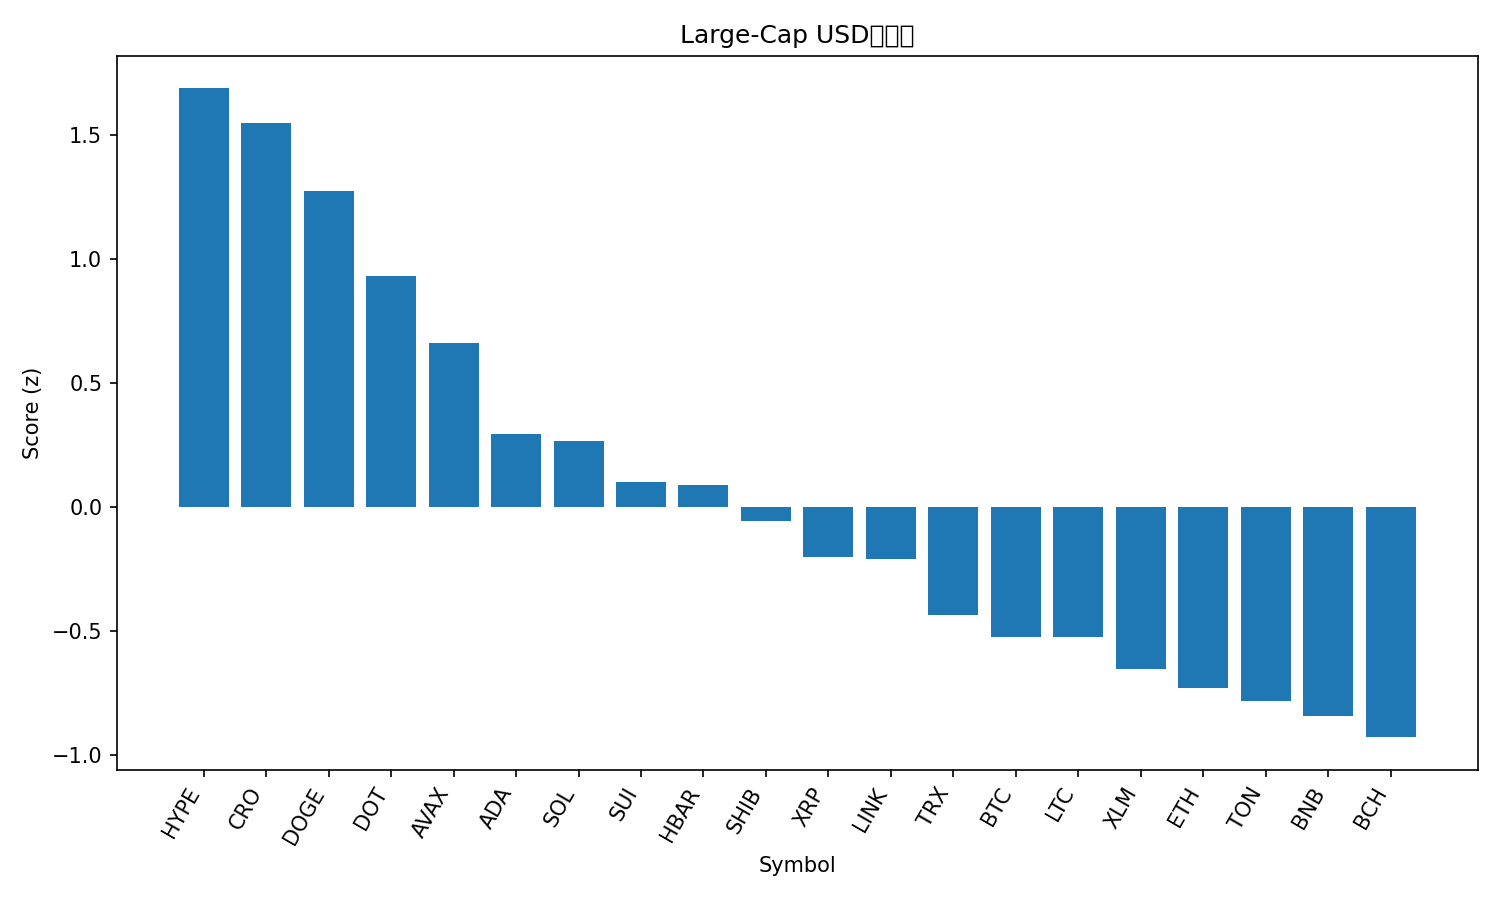 Large-Cap USD
1.5
1.0
0.5
0.0
−0.5
−1.0
Score (z)
HYPE
CRO
DOGE
DOT
AVAX
ADA
SOL
SUI
HBAR
SHIB
XRP
LINK
TRX
BTC
LTC
XLM
ETH
TON
BNB
BCH
Symbol